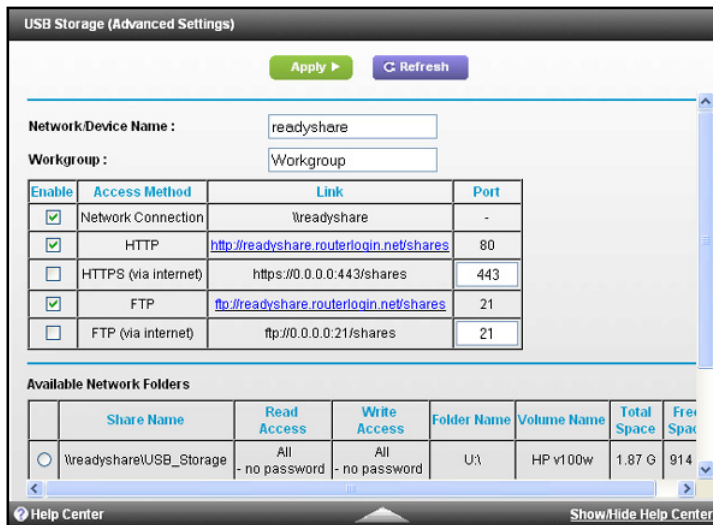 USB Storage (Advanced Settings)
Apply
Refresh
Network/Device Name : readyshare
Workgroup : Workgroup
Enable Access Method Link Port
Network Connection \\readyshare -
HTTP http://readyshare.routerlogin.net/shares 80
HTTPS (via internet) https://0.0.0.0:443/shares 443
FTP ftp://readyshare.routerlogin.net/shares 21
FTP (via internet) ftp://0.0.0.0:21/shares 21
Available Network Folders
Share Name Read Access Write Access Folder Name Volume Name Total Space
\\readyshare\USB_Storage All - no password All - no password U:\ HP v100w 1.87 G 914
Help Center Show/Hide Help Center